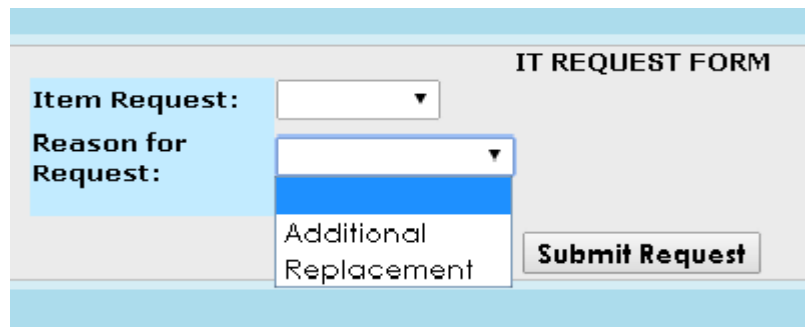 IT REQUEST FORM
Item Request:
Reason for
Request:
Additional
Replacement
Submit Request